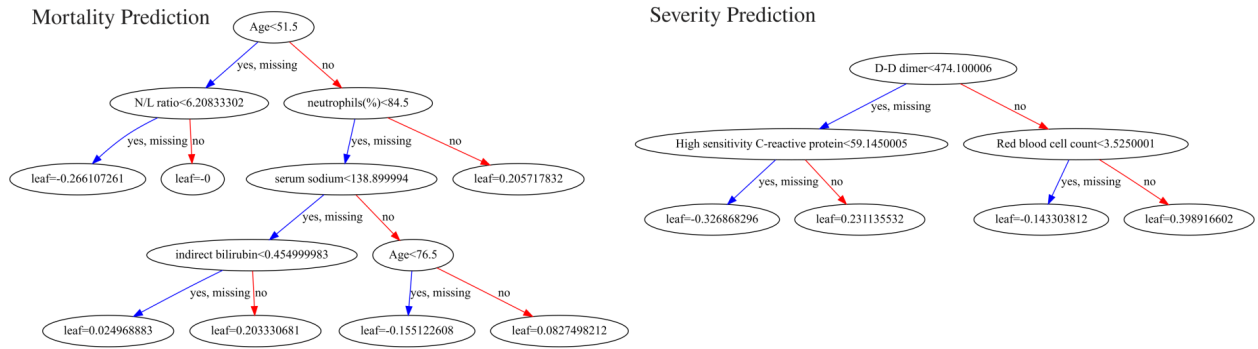 Mortality Prediction
Age<51.5
yes, missing
no
N/L ratio<6.20833302
neutrophils(%)<84.5
yes, missing
no
yes, missing
no
leaf=-0.266107261
leaf=-0
serum sodium<138.899994
leaf=0.205717832
yes, missing
no
indirect bilirubin<0.454999983
Age<76.5
yes, missing
no
yes, missing
no
leaf=0.024968883
leaf=0.203330681
leaf=-0.155122608
leaf=0.0827498212
Severity Prediction
D-D dimer<474.100006
yes, missing
no
High sensitivity C-reactive protein<59.1450005
Red blood cell count<3.5250001
yes, missing
no
yes, missing
no
leaf=-0.326868296
leaf=0.231135532
leaf=-0.143303812
leaf=0.398916602